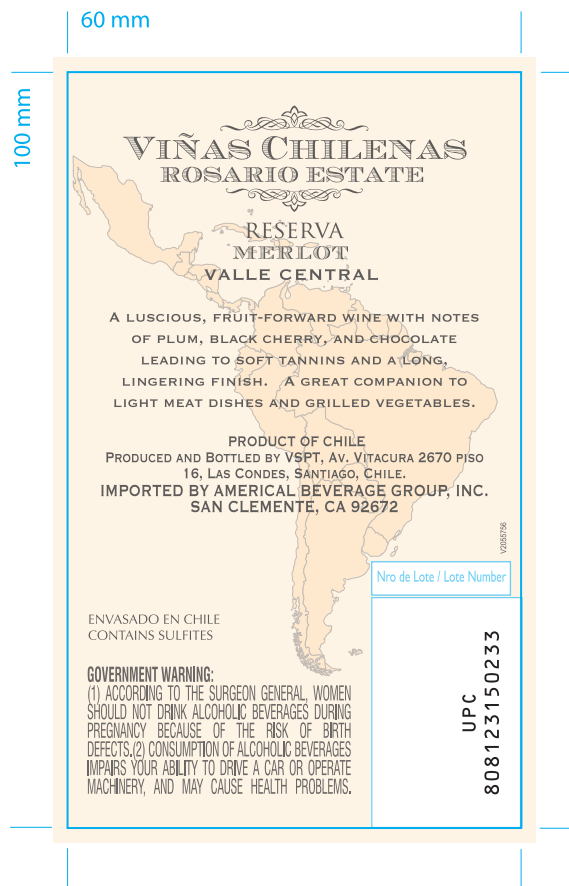 60 mm
100 mm
VIÑAS CHILENAS
ROSARIO ESTATE
RESERVA
MERLOT
VALLE CENTRAL
A LUSCIOUS, FRUIT-FORWARD WINE WITH NOTES
OF PLUM, BLACK CHERRY, AND CHOCOLATE
LEADING TO SOFT TANNINS AND A LONG,
LINGERING FINISH. A GREAT COMPANION TO
LIGHT MEAT DISHES AND GRILLED VEGETABLES.
PRODUCT OF CHILE
PRODUCED AND BOTTLED BY VSPT, AV. VITACURA 2670 PISO
16, LAS CONDES, SANTIAGO, CHILE.
IMPORTED BY AMERICAL BEVERAGE GROUP, INC.
SAN CLEMENTE, CA 92672
V2055756
Nro de Lote / Lote Number
ENVASADO EN CHILE
CONTAINS SULFITES
GOVERNMENT WARNING:
(1) ACCORDING TO THE SURGEON GENERAL, WOMEN
SHOULD NOT DRINK ALCOHOLIC BEVERAGES DURING
PREGNANCY BECAUSE OF THE RISK OF BIRTH
DEFECTS.(2) CONSUMPTION OF ALCOHOLIC BEVERAGES
IMPAIRS YOUR ABILITY TO DRIVE A CAR OR OPERATE
MACHINERY, AND MAY CAUSE HEALTH PROBLEMS.
UPC
808123150233